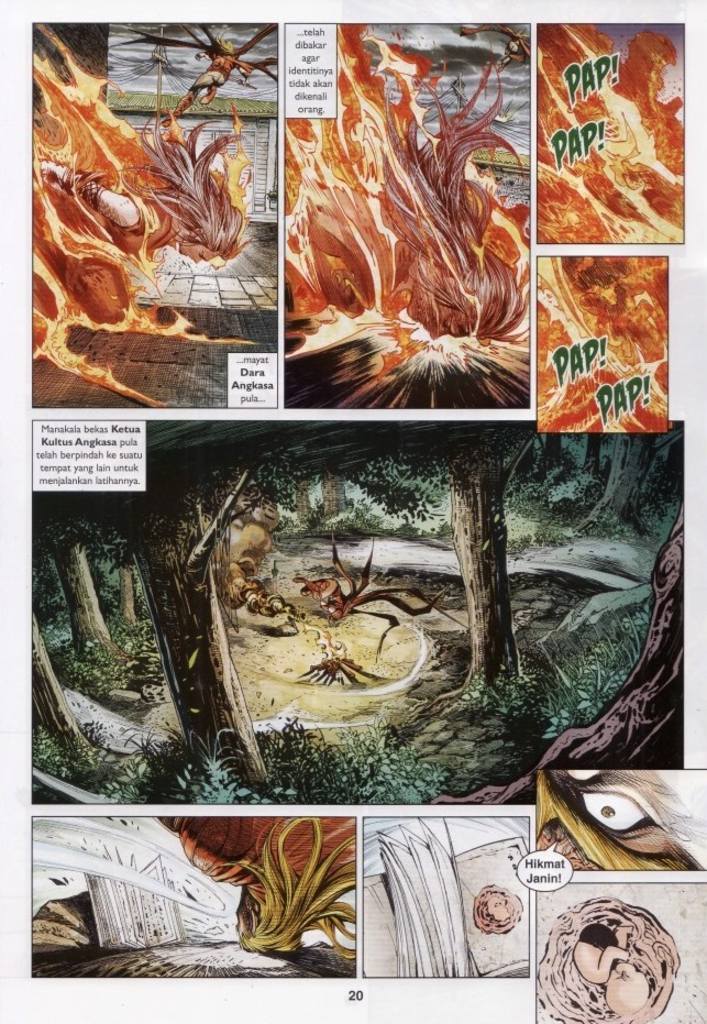 ...mayat
Dara
Angkasa
pula...
...telah
dibakar
agar
identitinya
tidak akan
dikenali
orang.
PAP!
PAP!
PAP!
PAP!
Manakala bekas Ketua
Kultus Angkasa pula
telah berpindah ke suatu
tempat yang lain untuk
menjalankan latihannya.
Hikmat
Janin!
20